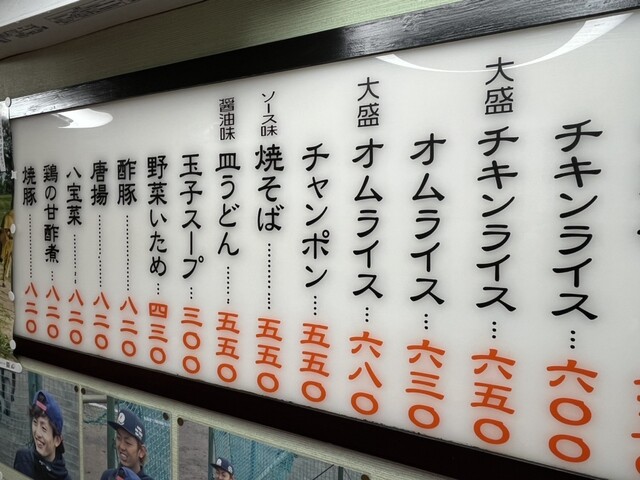 チキンライス…六〇〇
大盛 チキンライス…六五〇
オムライス…六三〇
大盛 オムライス…六八〇
チャンポン…五五〇
ソース味 焼そば…………五五〇
醤油味 皿うどん……五五〇
玉子スープ…三〇〇
野菜いため…四三〇
酢豚…………八二〇
唐揚…………八二〇
八宝菜………八二〇
鶏の甘酢煮…八二〇
焼豚…………八二〇